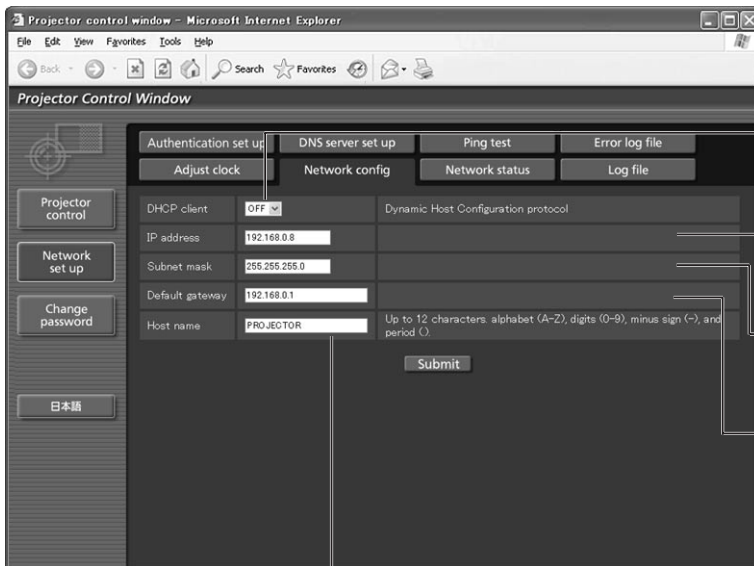 Projector control window – Microsoft Internet Explorer
File Edit View Favorites Tools Help
Back Search Favorites
Projector Control Window
Authentication set up DNS server set up Ping test Error log file
Adjust clock Network config Network status Log file
Projector control
Network set up
Change password
日本語
DHCP client OFF Dynamic Host Configuration protocol
IP address 192.168.0.8
Subnet mask 255.255.255.0
Default gateway 192.168.0.1
Host name PROJECTOR Up to 12 characters. alphabet (A-Z), digits (0-9), minus sign (-), and
period ().
Submit